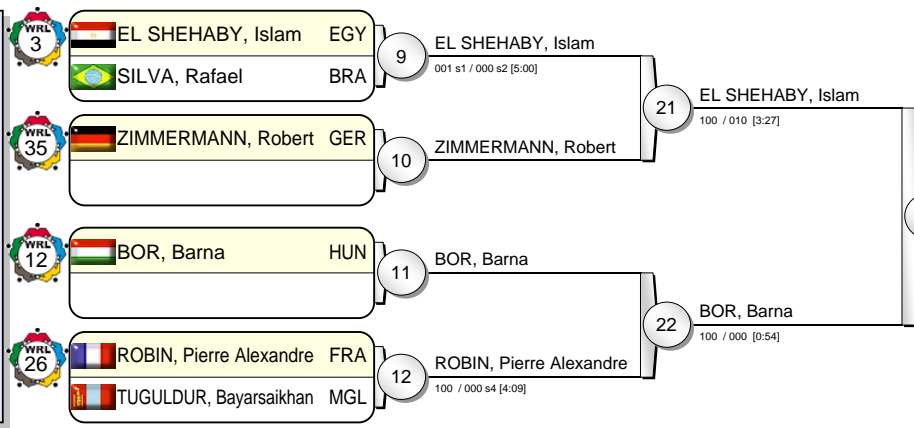 WRL
3
EL SHEHABY, Islam EGY
SILVA, Rafael BRA
9
EL SHEHABY, Islam
001 s1 / 000 s2 [5:00]
21
EL SHEHABY, Islam
100 / 010 [3:27]
WRL
35
ZIMMERMANN, Robert GER
10
ZIMMERMANN, Robert
WRL
12
BOR, Barna HUN
11
BOR, Barna
22
BOR, Barna
100 / 000 [0:54]
WRL
26
ROBIN, Pierre Alexandre FRA
TUGULDUR, Bayarsaikhan MGL
12
ROBIN, Pierre Alexandre
100 / 000 s4 [4:09]